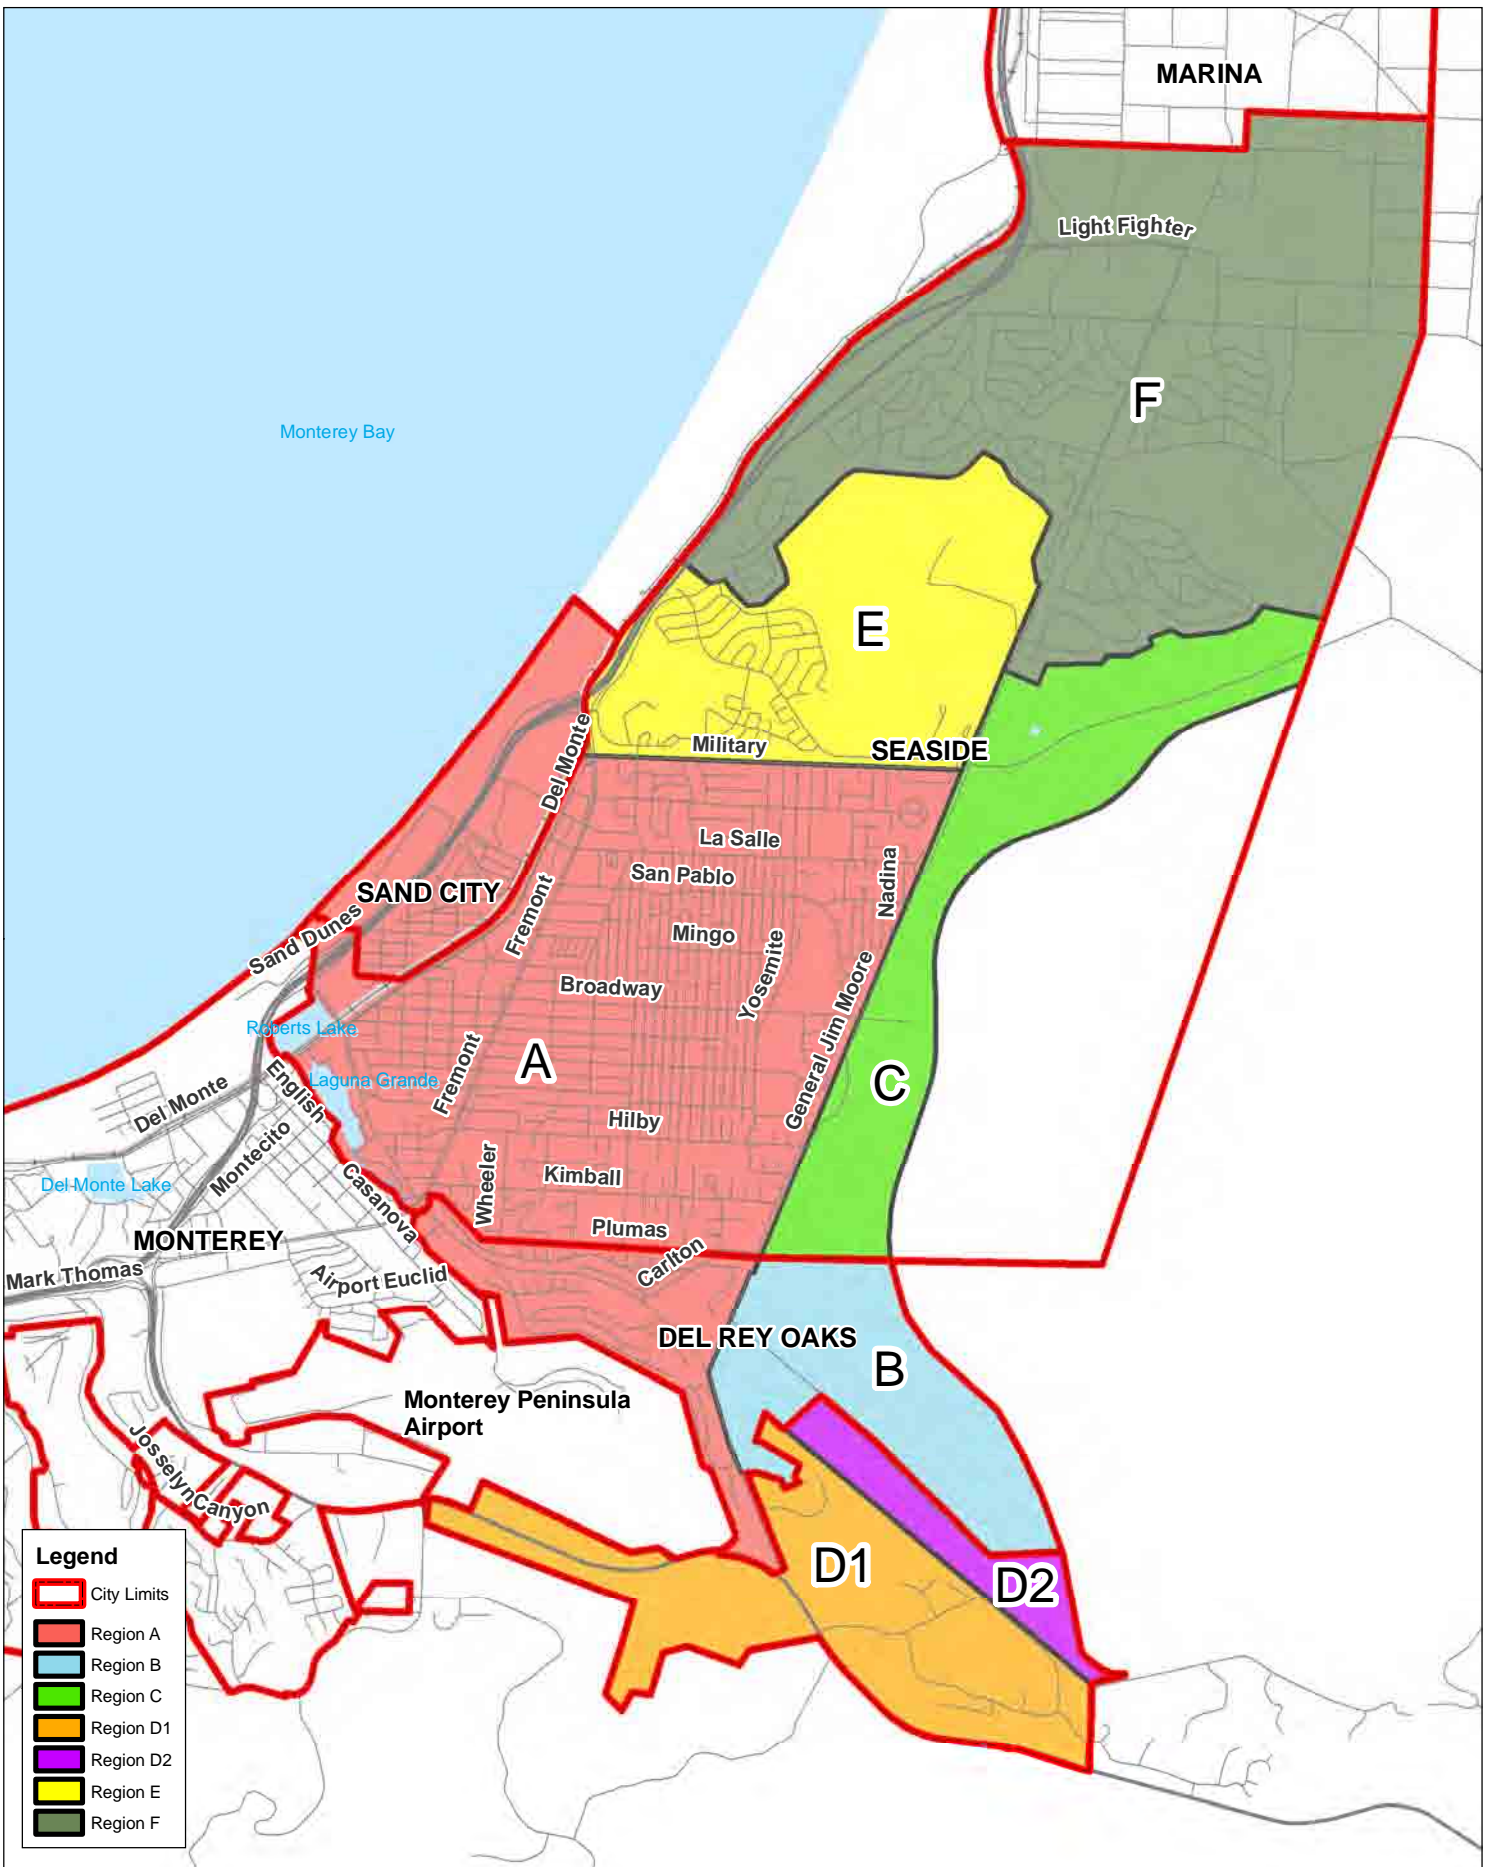 MARINA
Light Fighter
F
Monterey Bay
E
Military
SEASIDE
Del Monte
La Salle
San Pablo
Nadina
SAND CITY
Fremont
Sand Dunes
Mingo
Yosemite
Broadway
General Jim Moore
Roberts Lake
A
Laguna Grande
Fremont
C
English
Del Monte
Hilby
Montecito
Kimball
Wheeler
Casanova
Del Monte Lake
Plumas
MONTEREY
Carlton
Mark Thomas
Airport Euclid
DEL REY OAKS
B
Monterey Peninsula
Airport
Josselyn Canyon
D1
D2
Legend
City Limits
Region A
Region B
Region C
Region D1
Region D2
Region E
Region F